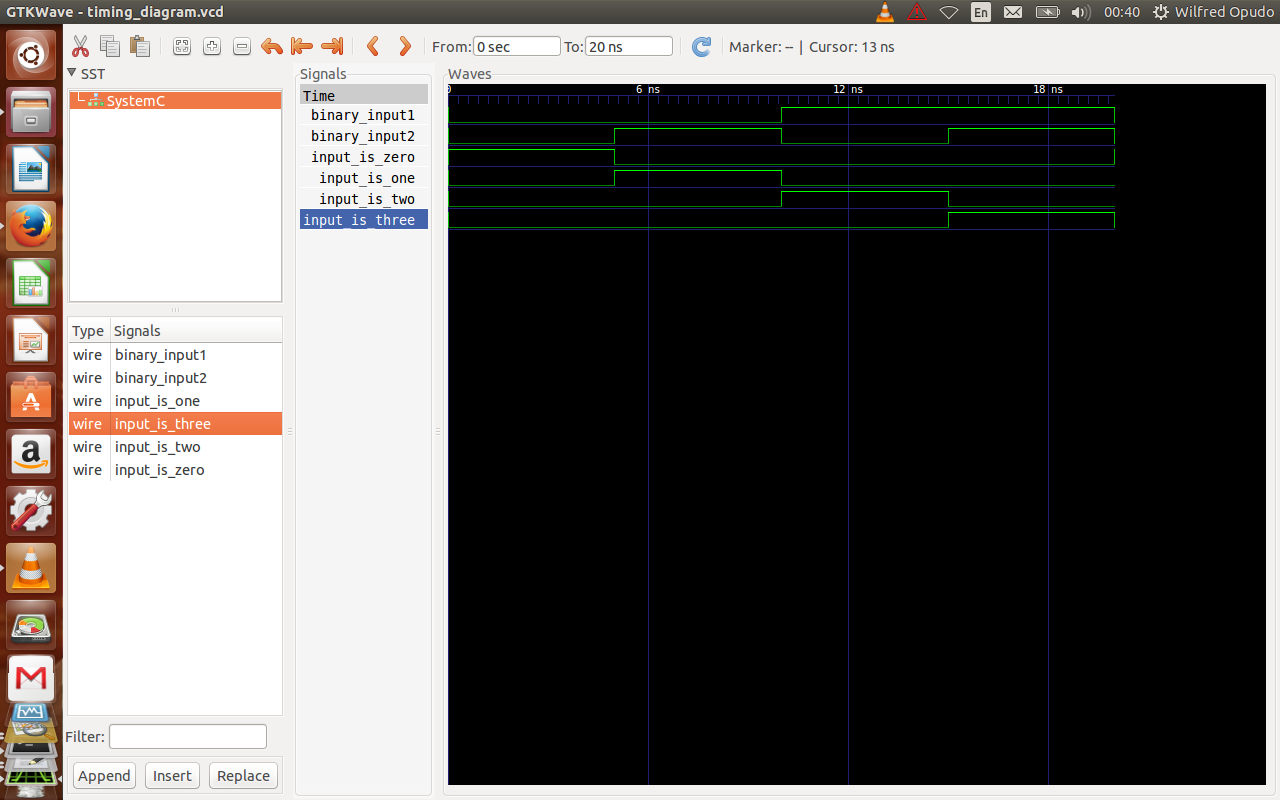 GTKWave - timing_diagram.vcd
En
00:40
Wilfred Opudo
From: 0 sec To: 20 ns
Marker: -- | Cursor: 13 ns
SST
SystemC
Type Signals
wire binary_input1
wire binary_input2
wire input_is_one
wire input_is_three
wire input_is_two
wire input_is_zero
Filter:
Append Insert Replace
Signals
Time
binary_input1
binary_input2
input_is_zero
input_is_one
input_is_two
input_is_three
Waves
0 6 ns 12 ns 18 ns